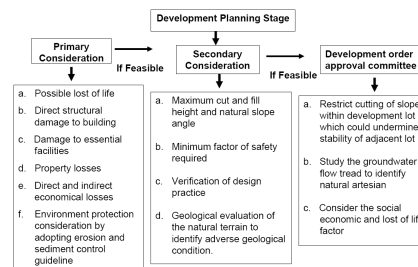 Development Planning Stage
Primary
Consideration
If Feasible
Secondary
Consideration
If Feasible
Development order
approval committee
a. Possible lost of life
b. Direct structural
damage to building
c. Damage to essential
facilities
d. Property losses
e. Direct and indirect
economical losses
f. Environment protection
consideration by
adopting erosion and
sediment control
guideline
a. Maximum cut and fill
height and natural slope
angle
b. Minimum factor of safety
required
c. Verification of design
practice
d. Geological evaluation of
the natural terrain to
identify adverse geological
condition.
a. Restrict cutting of slope
within development lot
which could undermine
stability of adjacent lot
b. Study the groundwater
flow tread to identify
natural artesian
c. Consider the social
economic and lost of life
factor